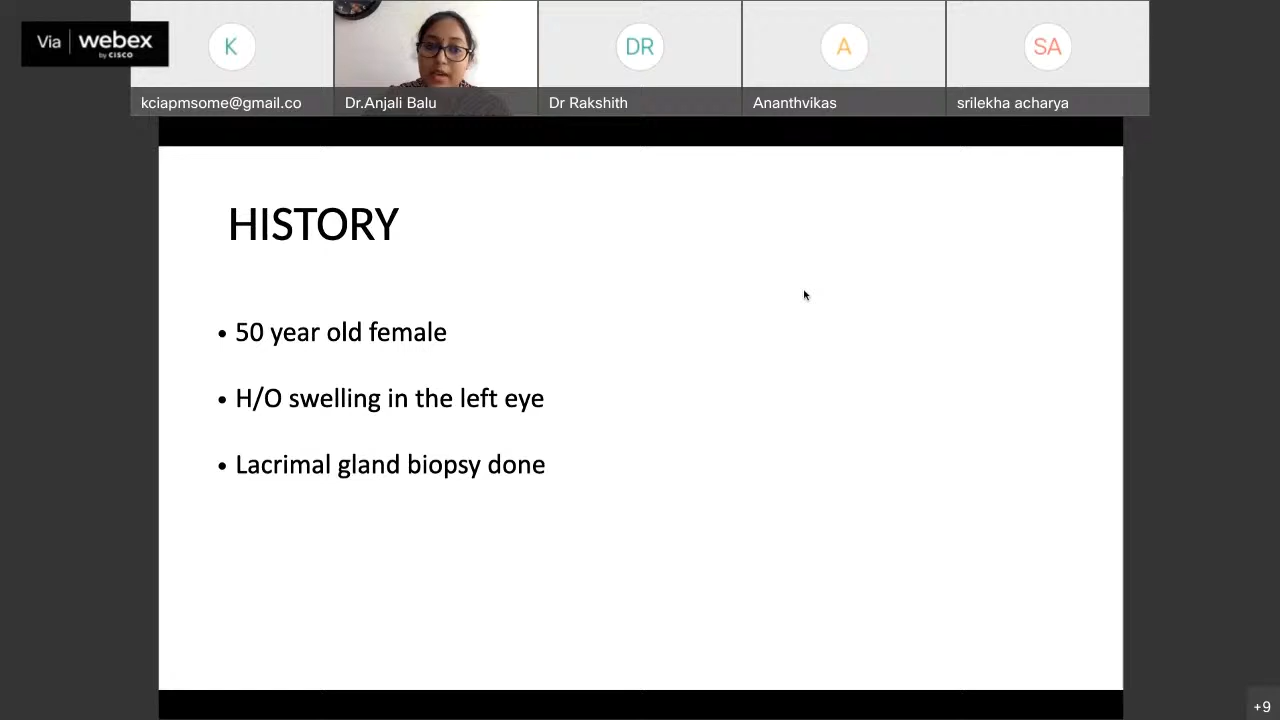 Via webex
by CISCO
K
DR
A
SA
kciapmsome@gmail.co
Dr.Anjali Balu
Dr Rakshith
Ananthvikas
srilekha acharya
HISTORY
• 50 year old female
• H/O swelling in the left eye
• Lacrimal gland biopsy done
+9